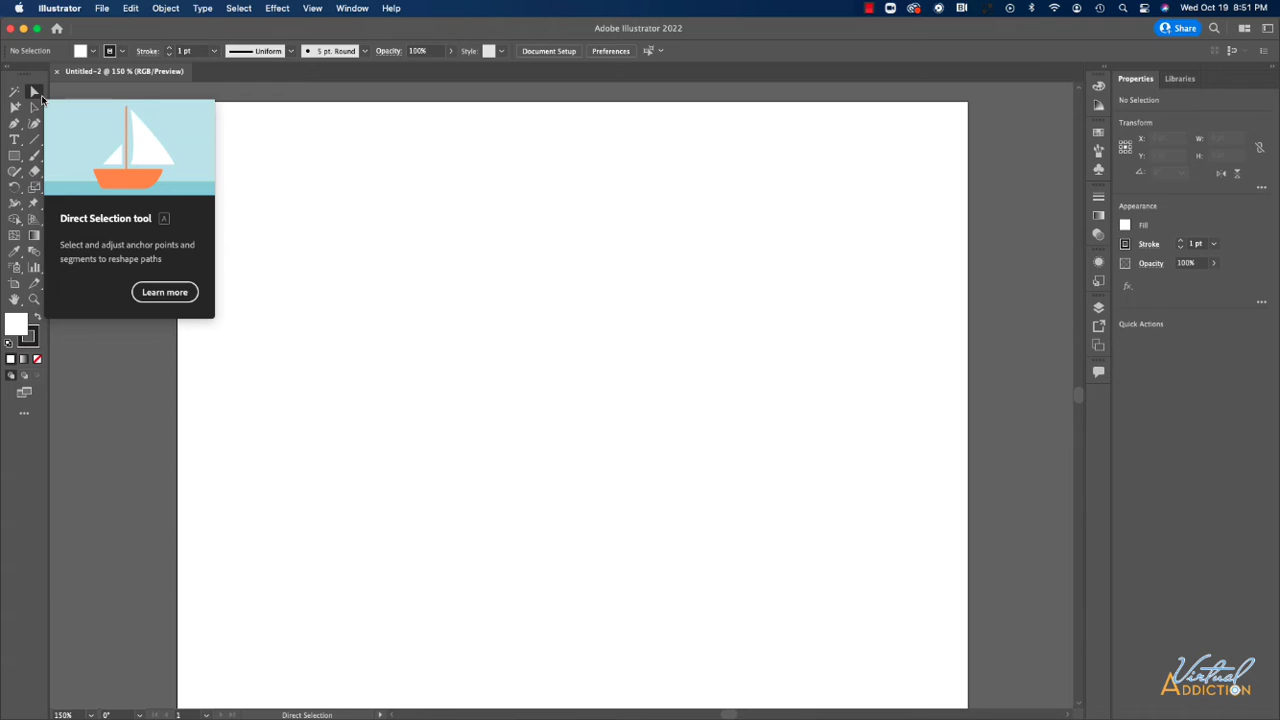 Illustrator File Edit Object Type Select Effect View Window Help
Wed Oct 19 8:51 PM
Adobe Illustrator 2022
Share
No Selection
Stroke:
1 pt
Uniform
5 pt. Round
Opacity:
100%
Style:
Document Setup
Preferences
× Untitled-2 @ 150 % (RGB/Preview)
Direct Selection tool A
Select and adjust anchor points and
segments to reshape paths
Learn more
Properties
Libraries
No Selection
Transform
X:
W:
Y:
H:
Appearance
Fill
Stroke
1 pt
Opacity
100%
fx
Quick Actions
150%
0°
1
Direct Selection
Virtual
ADDICTION